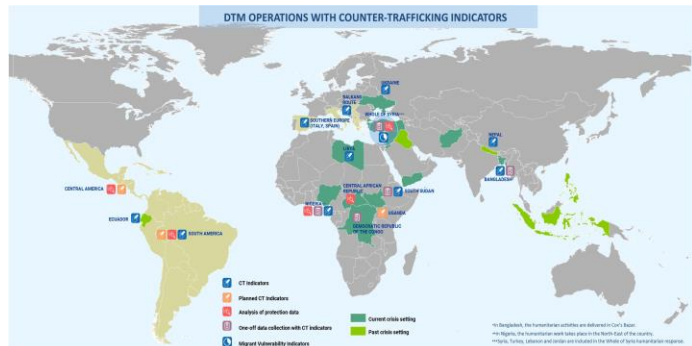 DTM OPERATIONS WITH COUNTER-TRAFFICKING INDICATORS
UKRAINE
BALKANS
ROUTE
SOUTHERN EUROPE
(ITALY, SPAIN)
WHOLE OF SYRIA***
LIBYA
NEPAL
BANGLADESH*
CENTRAL AMERICA
CENTRAL AFRICAN
REPUBLIC
SOUTH SUDAN
NIGERIA**
UGANDA
ECUADOR
SOUTH AMERICA
DEMOCRATIC REPUBLIC
OF THE CONGO
CT Indicators
Planned CT Indicators
Analysis of protection data
One-off data collection with CT indicators
Migrant Vulnerability Indicators
Current crisis setting
Past crisis setting
*In Bangladesh, the humanitarian activities are delivered in Cox's Bazar.
**In Nigeria, the humanitarian work takes place in the North-East of the country.
***Syria, Turkey, Lebanon and Jordan are included in the Whole of Syria humanitarian response.